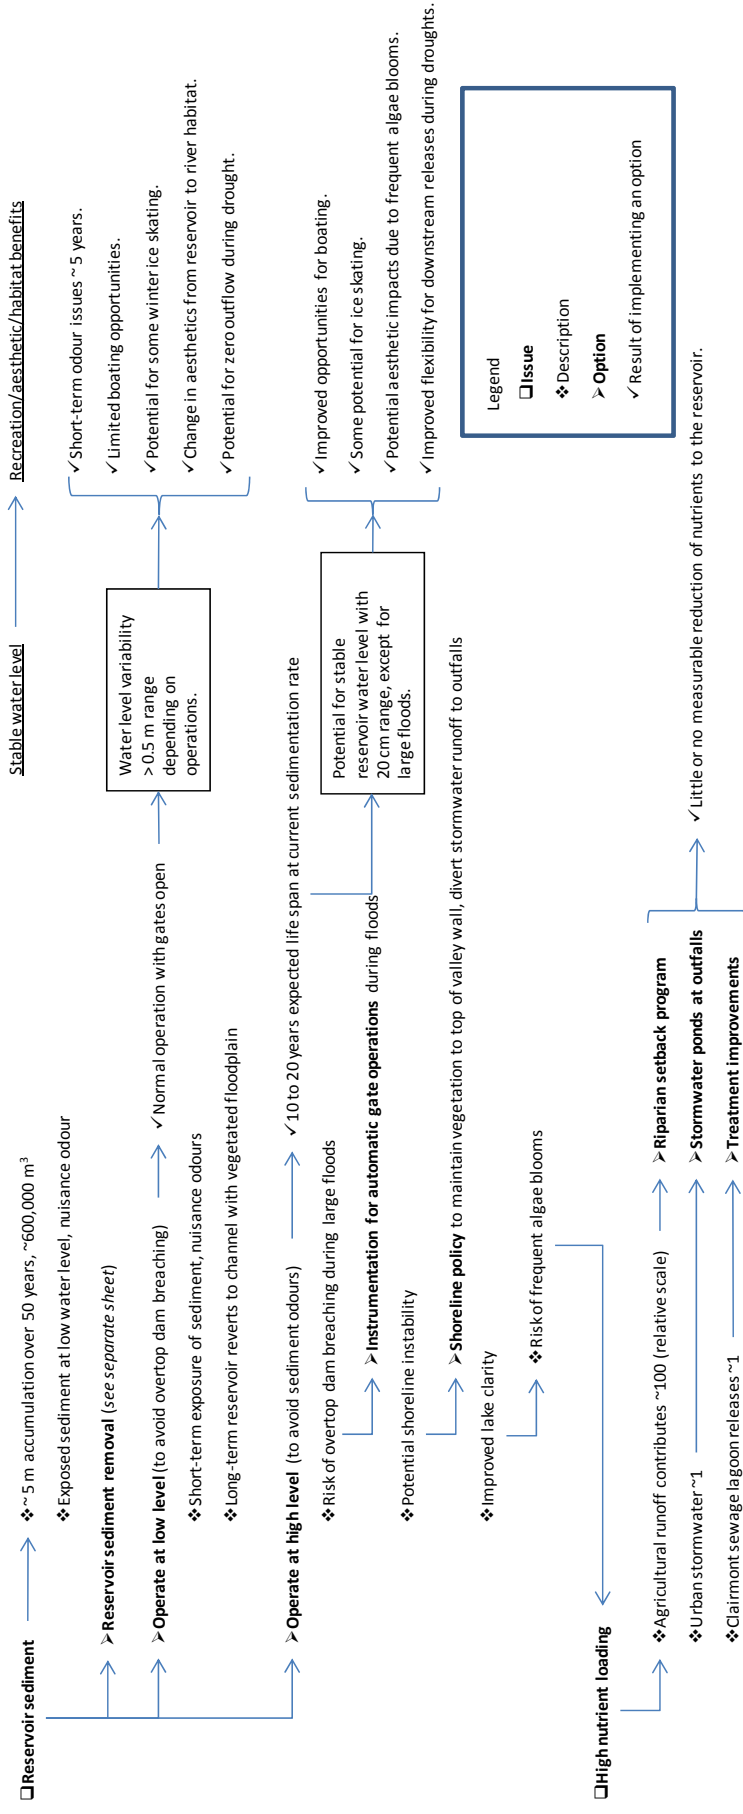 Stable water level
Recreation/aesthetic/habitat benefits
❑Reservoir sediment
❖~ 5 m accumulation over 50 years, ~600,000 m³
❖Exposed sediment at low water level, nuisance odour
➢Reservoir sediment removal (see separate sheet)
➢Operate at low level (to avoid overtop dam breaching)
✓Normal operation with gates open
Water level variability
> 0.5 m range
depending on
operations.
✓Short-term odour issues ~ 5 years.
✓Limited boating opportunities.
✓Potential for some winter ice skating.
✓Change in aesthetics from reservoir to river habitat.
✓Potential for zero outflow during drought.
❖Short-term exposure of sediment, nuisance odours
❖Long-term reservoir reverts to channel with vegetated floodplain
➢Operate at high level (to avoid sediment odours)
✓10 to 20 years expected life span at current sedimentation rate
❖Risk of overtop dam breaching during large floods
➢Instrumentation for automatic gate operations during floods
Potential for stable
reservoir water level with
20 cm range, except for
large floods.
✓Improved opportunities for boating.
✓Some potential for ice skating.
✓Potential aesthetic impacts due to frequent algae blooms.
✓Improved flexibility for downstream releases during droughts.
❖Potential shoreline instability
➢Shoreline policy to maintain vegetation to top of valley wall, divert stormwater runoff to outfalls
❖Improved lake clarity
❖Risk of frequent algae blooms
Legend
❑Issue
❖Description
➢Option
✓Result of implementing an option
❑High nutrient loading
❖Agricultural runoff contributes ~100 (relative scale)
➢Riparian setback program
❖Urban stormwater ~1
➢Stormwater ponds at outfalls
✓Little or no measurable reduction of nutrients to the reservoir.
❖Clairmont sewage lagoon releases ~1
➢Treatment improvements